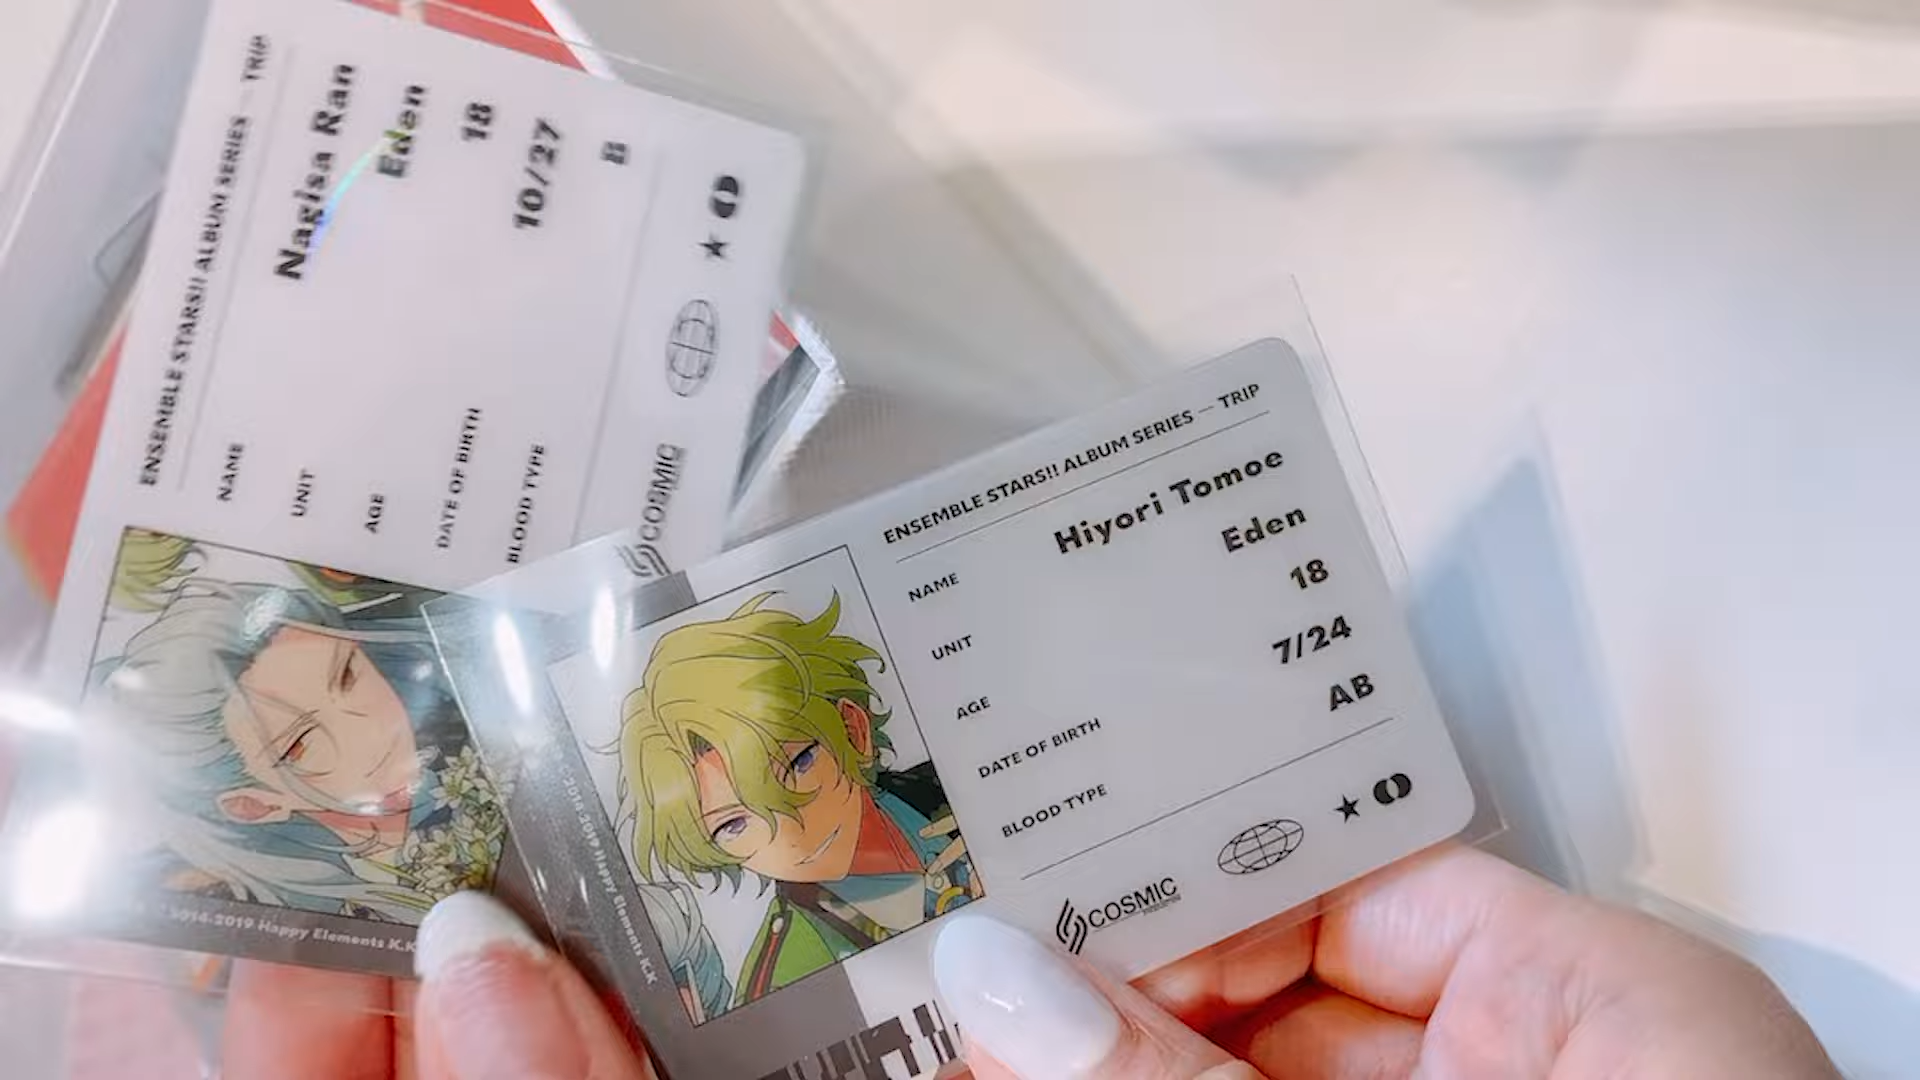 ENSEMBLE STARS!! ALBUM SERIES — TRIP
NAME Nagisa Ran
UNIT Eden
AGE 18
DATE OF BIRTH 10/27
BLOOD TYPE B
COSMIC
2014-2019 Happy Elements K.K
ENSEMBLE STARS!! ALBUM SERIES — TRIP
NAME Hiyori Tomoe
UNIT Eden
AGE 18
DATE OF BIRTH 7/24
BLOOD TYPE AB
COSMIC
2014-2019 Happy Elements K.K